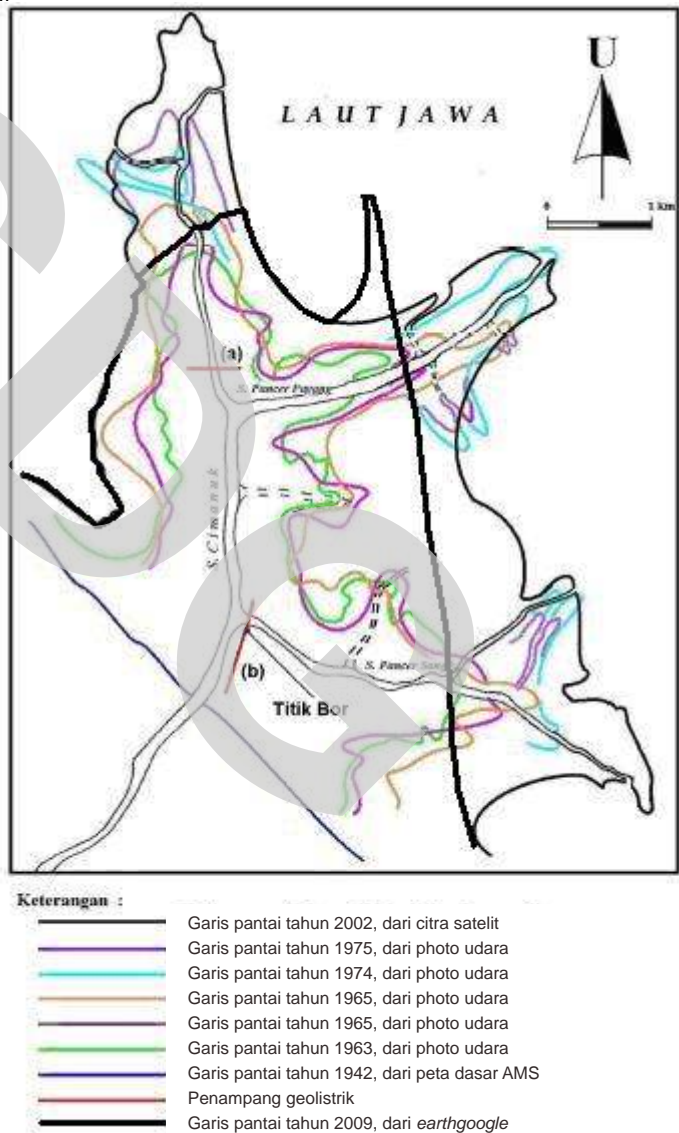 LAUT JAWA
U
0 1 km
(a)
S. Pancer Payang
S. Cimanuk
S. Pancer
(b)
Titik Bor
Keterangan :
Garis pantai tahun 2002, dari citra satelit
Garis pantai tahun 1975, dari photo udara
Garis pantai tahun 1974, dari photo udara
Garis pantai tahun 1965, dari photo udara
Garis pantai tahun 1965, dari photo udara
Garis pantai tahun 1963, dari photo udara
Garis pantai tahun 1942, dari peta dasar AMS
Penampang geolistrik
Garis pantai tahun 2009, dari earthgoogle